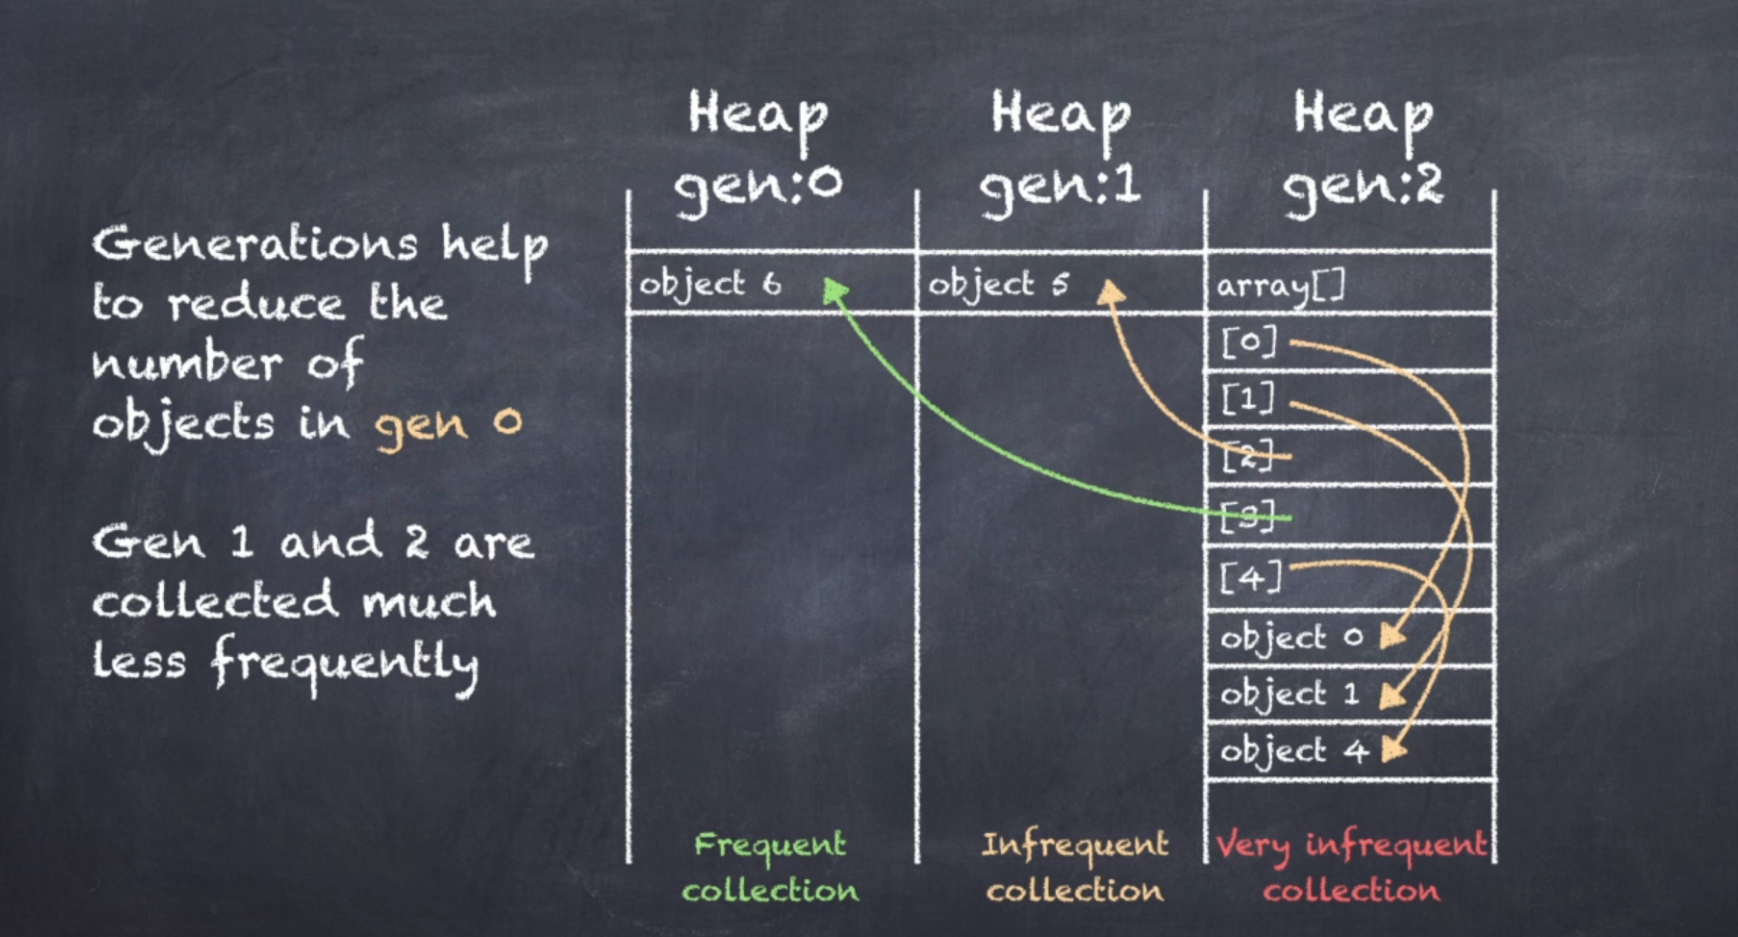 Generations help
to reduce the
number of
objects in gen 0
Gen 1 and 2 are
collected much
less frequently
Heap
gen:0
object 6
Frequent
collection
Heap
gen:1
object 5
Infrequent
collection
Heap
gen:2
array[]
[0]
[1]
[2]
[3]
[4]
object 0
object 1
object 4
Very infrequent
collection